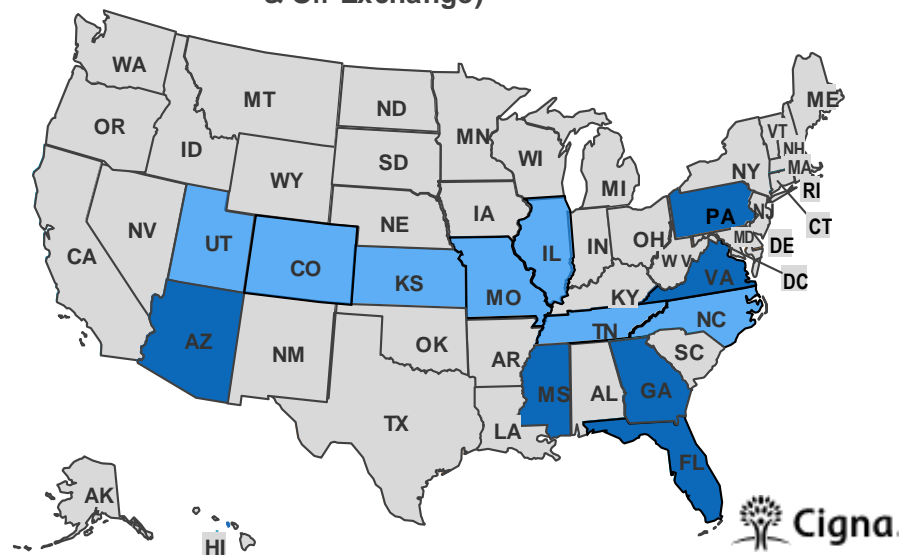 & Off Exchange)
WA
MT
ND
MN
ME
VT
NH
OR
ID
SD
WI
MI
NY
MA
RI
WY
CT
NE
IA
PA
NJ
NV
UT
CO
KS
MO
IL
IN
OH
WV
MD
DE
DC
CA
KY
VA
AZ
NM
OK
AR
TN
NC
SC
TX
LA
MS
AL
GA
FL
AK
HI
Cigna.